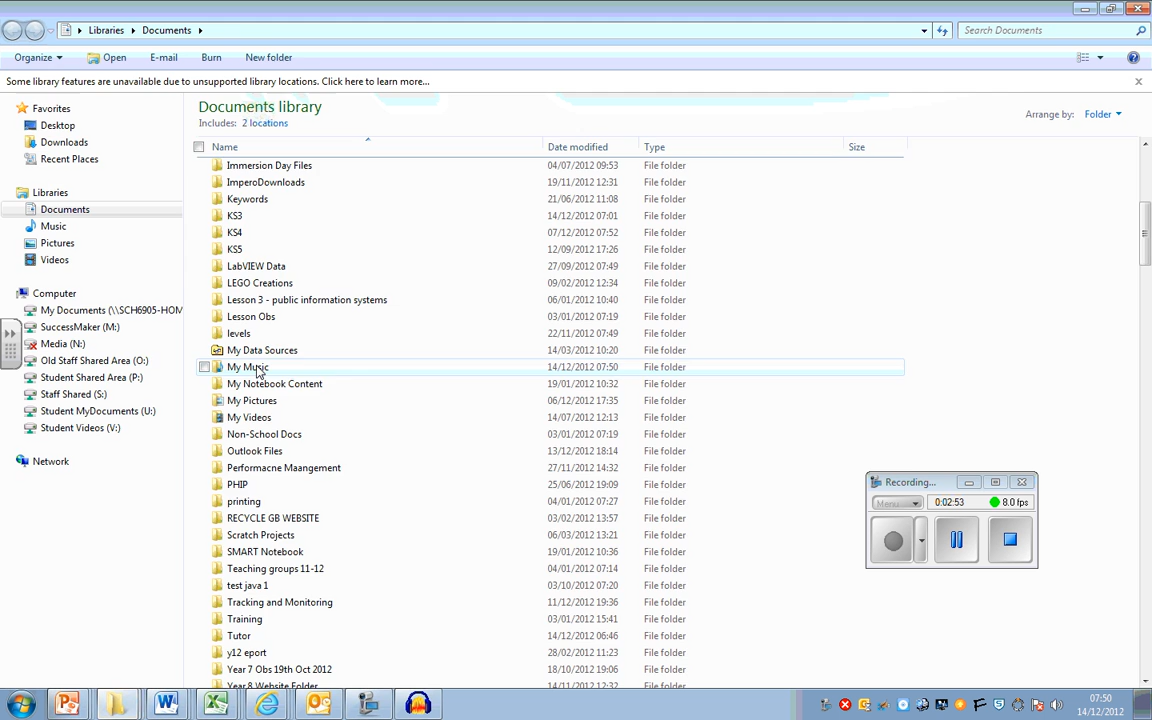 Libraries Documents
Search Documents
Organize Open E-mail Burn New folder
Some library features are unavailable due to unsupported library locations. Click here to learn more...
Favorites
Desktop
Downloads
Recent Places
Libraries
Documents
Music
Pictures
Videos
Computer
My Documents (\\SCH6905-HOM
SuccessMaker (M:)
Media (N:)
Old Staff Shared Area (O:)
Student Shared Area (P:)
Staff Shared (S:)
Student MyDocuments (U:)
Student Videos (V:)
Network
Documents library
Includes: 2 locations
Arrange by: Folder
Name Date modified Type Size
Immersion Day Files 04/07/2012 09:53 File folder
ImperoDownloads 19/11/2012 12:31 File folder
Keywords 21/06/2012 11:08 File folder
KS3 14/12/2012 07:01 File folder
KS4 07/12/2012 07:52 File folder
KS5 12/09/2012 17:26 File folder
LabVIEW Data 27/09/2012 07:49 File folder
LEGO Creations 09/02/2012 12:34 File folder
Lesson 3 - public information systems 06/01/2012 10:40 File folder
Lesson Obs 03/01/2012 07:19 File folder
levels 22/11/2012 07:49 File folder
My Data Sources 14/03/2012 10:20 File folder
My Music 14/12/2012 07:50 File folder
My Notebook Content 19/01/2012 10:32 File folder
My Pictures 06/12/2012 17:35 File folder
My Videos 14/07/2012 12:13 File folder
Non-School Docs 03/01/2012 07:19 File folder
Outlook Files 13/12/2012 18:14 File folder
Performacne Maangement 27/11/2012 14:32 File folder
PHIP 25/06/2012 19:09 File folder
printing 04/01/2012 07:27 File folder
RECYCLE GB WEBSITE 03/02/2012 13:57 File folder
Scratch Projects 06/03/2012 13:21 File folder
SMART Notebook 19/01/2012 10:36 File folder
Teaching groups 11-12 04/01/2012 07:14 File folder
test java 1 03/10/2012 07:20 File folder
Tracking and Monitoring 11/12/2012 19:36 File folder
Training 03/01/2012 15:41 File folder
Tutor 14/12/2012 06:46 File folder
y12 eport 28/02/2012 11:23 File folder
Year 7 Obs 19th Oct 2012 18/10/2012 19:06 File folder
Year 8 Website Folder 14/11/2012 12:32 File folder
Recording...
Menu 0:02:53 8.0 fps
07:50
14/12/2012